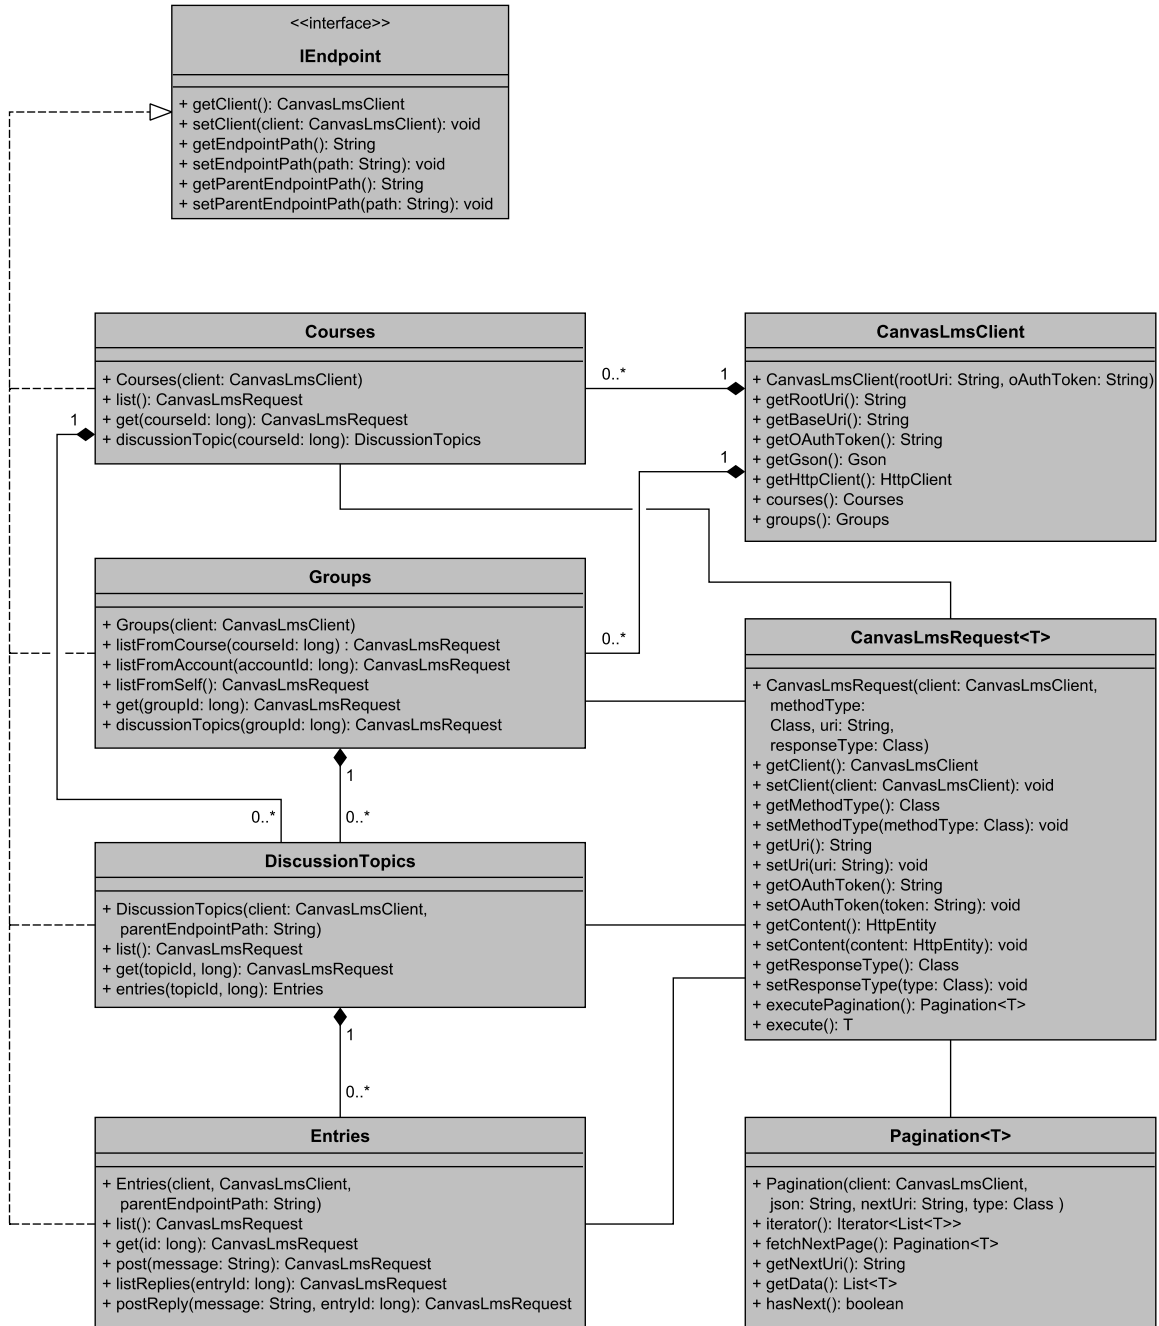 <<interface>>
IEndpoint
+ getClient(): CanvasLmsClient
+ setClient(client: CanvasLmsClient): void
+ getEndpointPath(): String
+ setEndpointPath(path: String): void
+ getParentEndpointPath(): String
+ setParentEndpointPath(path: String): void
Courses
+ Courses(client: CanvasLmsClient)
+ list(): CanvasLmsRequest
+ get(courseId: long): CanvasLmsRequest
+ discussionTopic(courseId: long): DiscussionTopics
0..*
1
1
CanvasLmsClient
+ CanvasLmsClient(rootUri: String, oAuthToken: String)
+ getRootUri(): String
+ getBaseUri(): String
+ getOAuthToken(): String
+ getGson(): Gson
+ getHttpClient(): HttpClient
+ courses(): Courses
+ groups(): Groups
1
0..*
Groups
+ Groups(client: CanvasLmsClient)
+ listFromCourse(courseId: long) : CanvasLmsRequest
+ listFromAccount(accountId: long): CanvasLmsRequest
+ listFromSelf(): CanvasLmsRequest
+ get(groupId: long): CanvasLmsRequest
+ discussionTopics(groupId: long): CanvasLmsRequest
1
0..*
0..*
CanvasLmsRequest<T>
+ CanvasLmsRequest(client: CanvasLmsClient,
methodType:
Class, uri: String,
responseType: Class)
+ getClient(): CanvasLmsClient
+ setClient(client: CanvasLmsClient): void
+ getMethodType(): Class
+ setMethodType(methodType: Class): void
+ getUri(): String
+ setUri(uri: String): void
+ getOAuthToken(): String
+ setOAuthToken(token: String): void
+ getContent(): HttpEntity
+ setContent(content: HttpEntity): void
+ getResponseType(): Class
+ setResponseType(type: Class): void
+ executePagination(): Pagination<T>
+ execute(): T
DiscussionTopics
+ DiscussionTopics(client: CanvasLmsClient,
parentEndpointPath: String)
+ list(): CanvasLmsRequest
+ get(topicId, long): CanvasLmsRequest
+ entries(topicId, long): Entries
1
0..*
Entries
+ Entries(client, CanvasLmsClient,
parentEndpointPath: String)
+ list(): CanvasLmsRequest
+ get(id: long): CanvasLmsRequest
+ post(message: String): CanvasLmsRequest
+ listReplies(entryId: long): CanvasLmsRequest
+ postReply(message: String, entryId: long): CanvasLmsRequest
Pagination<T>
+ Pagination(client: CanvasLmsClient,
json: String, nextUri: String, type: Class )
+ iterator(): Iterator<List<T>>
+ fetchNextPage(): Pagination<T>
+ getNextUri(): String
+ getData(): List<T>
+ hasNext(): boolean